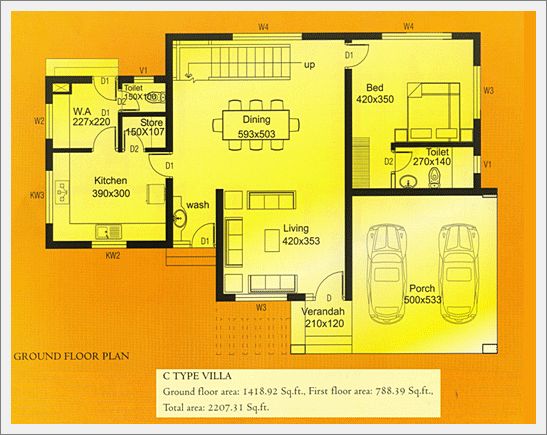 W4
W4
up
D1
V1
D1
Toilet
150X100
D2
D1
W.A
227x220
W2
Store
150X107
D2
Bed
420x350
W3
Dining
593x503
D1
Kitchen
390x300
KW3
KW2
wash
D1
D2
Toilet
270x140
V1
Living
420x353
D
W3
Verandah
210x120
Porch
500x533
GROUND FLOOR PLAN
C TYPE VILLA
Ground floor area: 1418.92 Sq.ft., First floor area: 788.39 Sq.ft.,
Total area: 2207.31 Sq.ft.